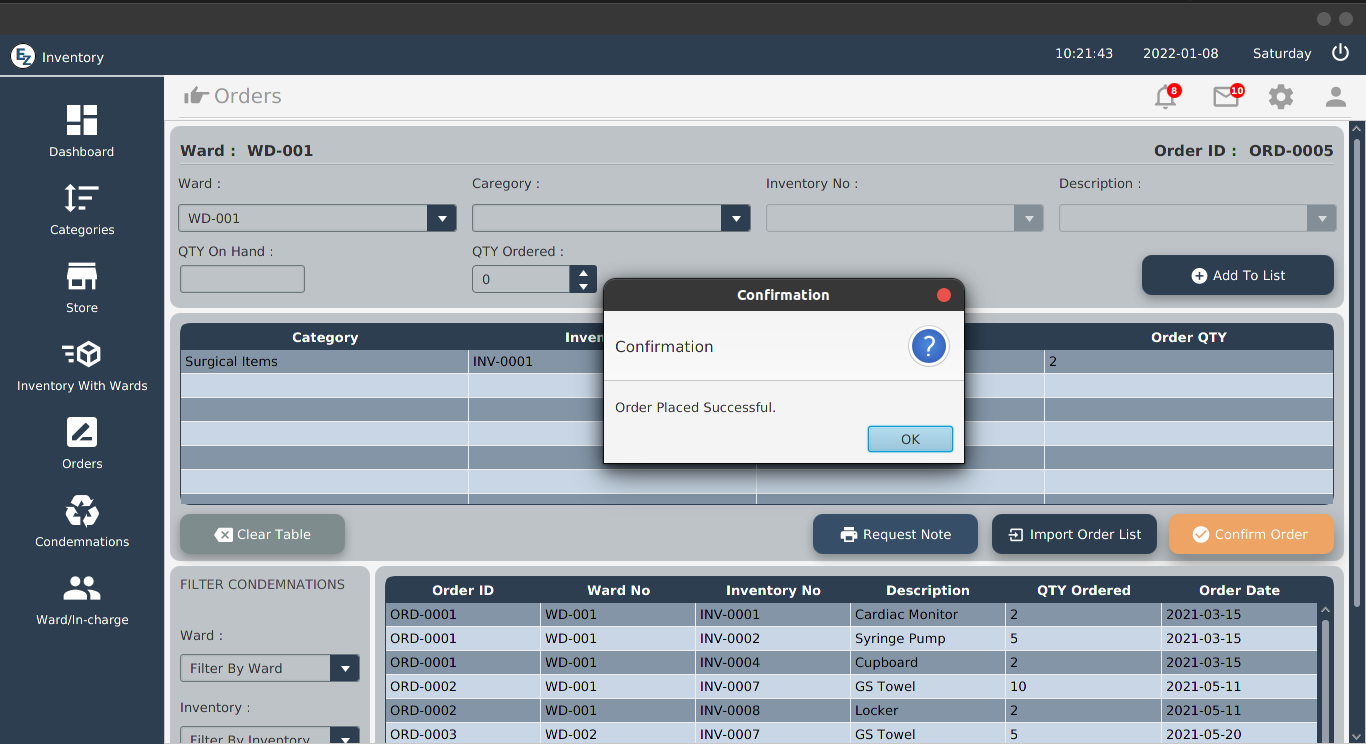 EZ Inventory 10:21:43 2022-01-08 Saturday
Orders 8 10
Dashboard
Categories
Store
Inventory With Wards
Orders
Condemnations
Ward/In-charge
Ward : WD-001 Order ID : ORD-0005
Ward : Caregory : Inventory No : Description :
WD-001
QTY On Hand : QTY Ordered :
0
Add To List
Category Inven Order QTY
Surgical Items INV-0001 2
Confirmation
Confirmation ?
Order Placed Successful.
OK
Clear Table Request Note Import Order List Confirm Order
FILTER CONDEMNATIONS
Ward :
Filter By Ward
Inventory :
Filter By Inventory
Order ID Ward No Inventory No Description QTY Ordered Order Date
ORD-0001 WD-001 INV-0001 Cardiac Monitor 2 2021-03-15
ORD-0001 WD-001 INV-0002 Syringe Pump 5 2021-03-15
ORD-0001 WD-001 INV-0004 Cupboard 2 2021-03-15
ORD-0002 WD-001 INV-0007 GS Towel 10 2021-05-11
ORD-0002 WD-001 INV-0008 Locker 2 2021-05-11
ORD-0003 WD-002 INV-0007 GS Towel 5 2021-05-20